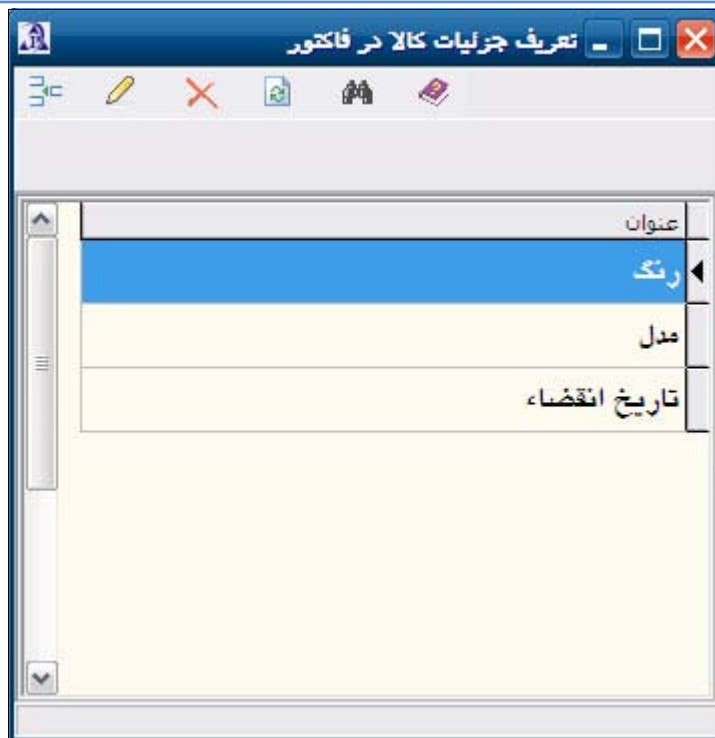 تعریف جزئیات کالا در فاکتور
عنوان
رنگ
مدل
تاریخ انقضاء